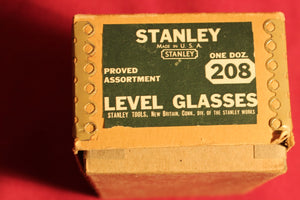 STANLEY
MADE IN U. S. A.
STANLEY
PROVED
ASSORTMENT
ONE DOZ.
208
LEVEL GLASSES
STANLEY TOOLS, NEW BRITAIN, CONN., DIV. OF THE STANLEY WORKS